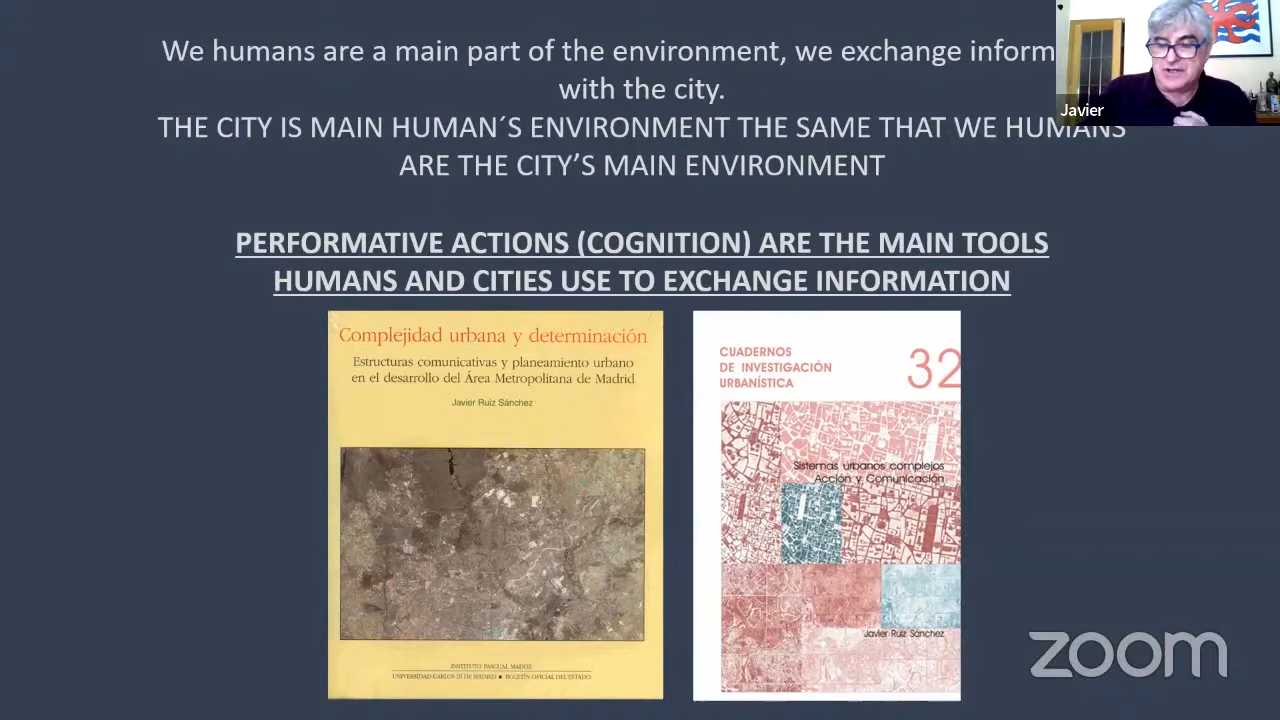 We humans are a main part of the environment, we exchange inform
with the city.
THE CITY IS MAIN HUMAN´S ENVIRONMENT THE SAME THAT WE HUMANS
ARE THE CITY’S MAIN ENVIRONMENT
Javier
PERFORMATIVE ACTIONS (COGNITION) ARE THE MAIN TOOLS
HUMANS AND CITIES USE TO EXCHANGE INFORMATION
Complejidad urbana y determinación
Estructuras comunicativas y planeamiento urbano
en el desarrollo del Área Metropolitana de Madrid
Javier Ruiz Sánchez
INSTITUTO PASCUAL MADOZ
UNIVERSIDAD CARLOS III DE MADRID • BOLETÍN OFICIAL DEL ESTADO
CUADERNOS
DE INVESTIGACIÓN
URBANÍSTICA
32
Sistemas urbanos complejos
Acción y Comunicación
Javier Ruiz Sánchez
zoom